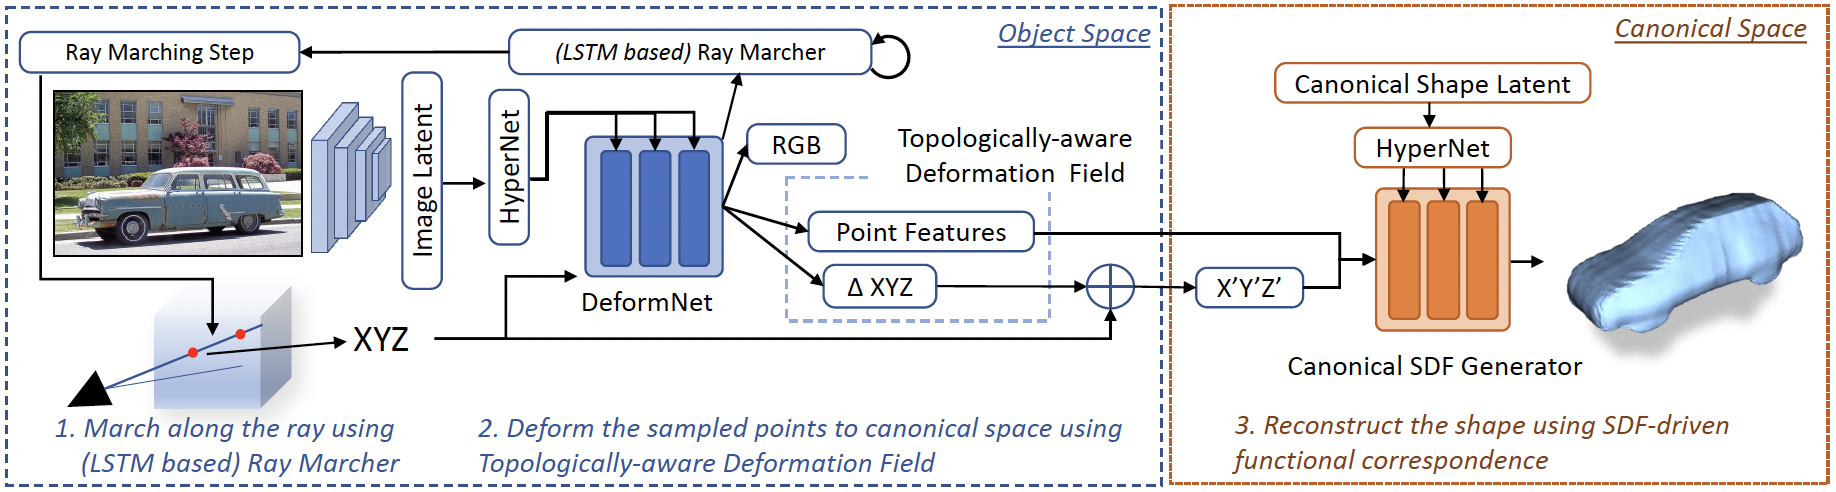 Object Space
Canonical Space
Ray Marching Step
(LSTM based) Ray Marcher
Image Latent
HyperNet
DeformNet
RGB
Topologically-aware
Deformation Field
Point Features
Δ XYZ
XYZ
X’Y’Z’
Canonical Shape Latent
HyperNet
Canonical SDF Generator
1. March along the ray using
(LSTM based) Ray Marcher
2. Deform the sampled points to canonical space using
Topologically-aware Deformation Field
3. Reconstruct the shape using SDF-driven
functional correspondence